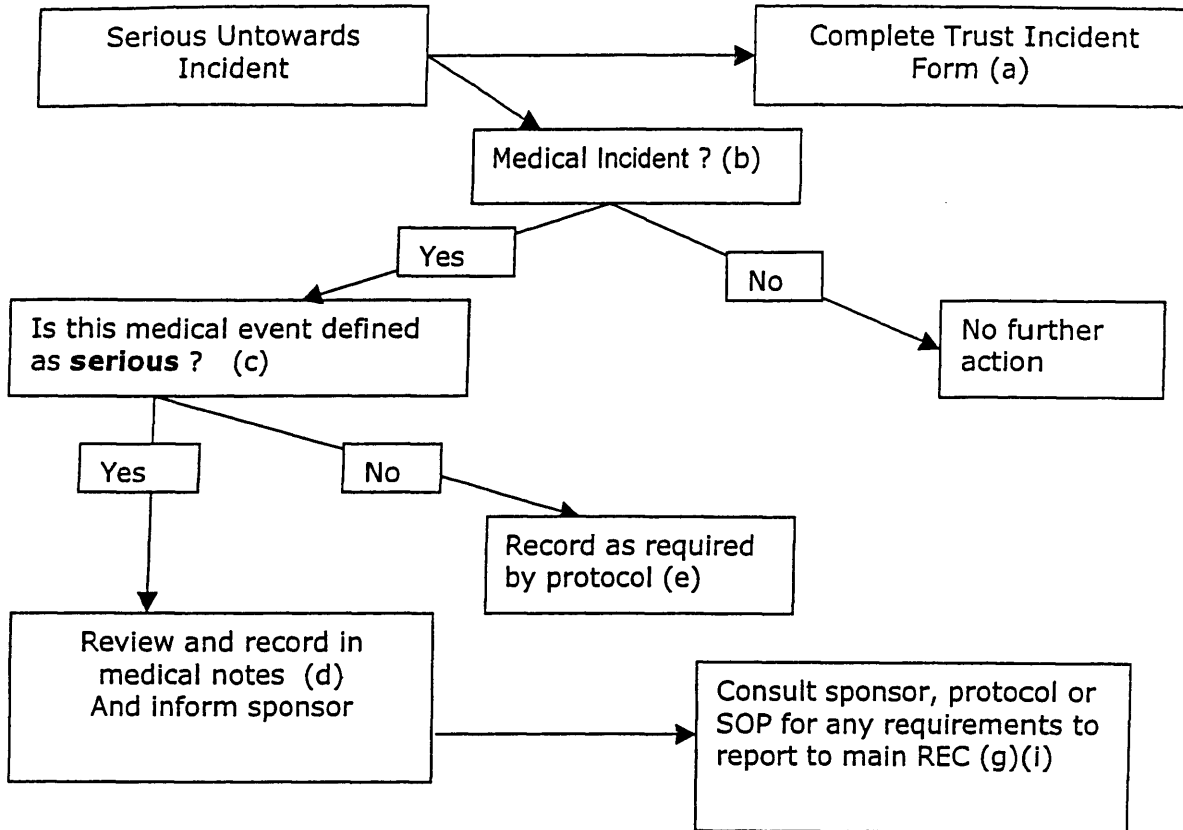 Serious Untowards
Incident
Complete Trust Incident
Form (a)
Medical Incident ? (b)
Yes
No
Is this medical event defined
as serious ? (c)
No further
action
Yes
No
Record as required
by protocol (e)
Review and record in
medical notes (d)
And inform sponsor
Consult sponsor, protocol or
SOP for any requirements to
report to main REC (g)(i)